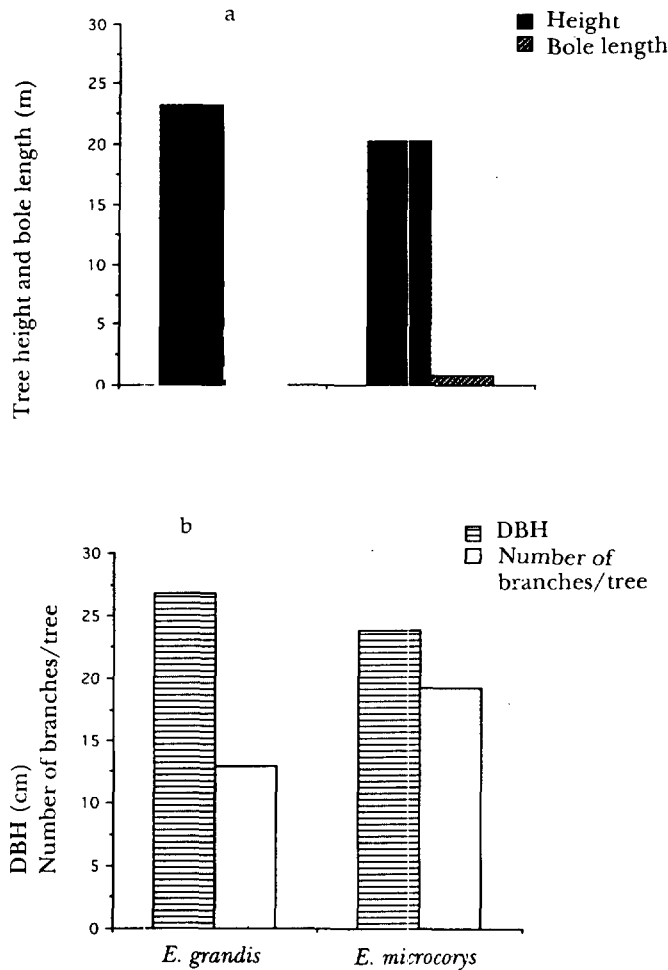 a
Height
Bole length
Tree height and bole length (m)
30
25
20
15
10
5
0
b
DBH
Number of
branches/tree
DBH (cm)
Number of branches/tree
30
25
20
15
10
5
0
E. grandis
E. microcorys